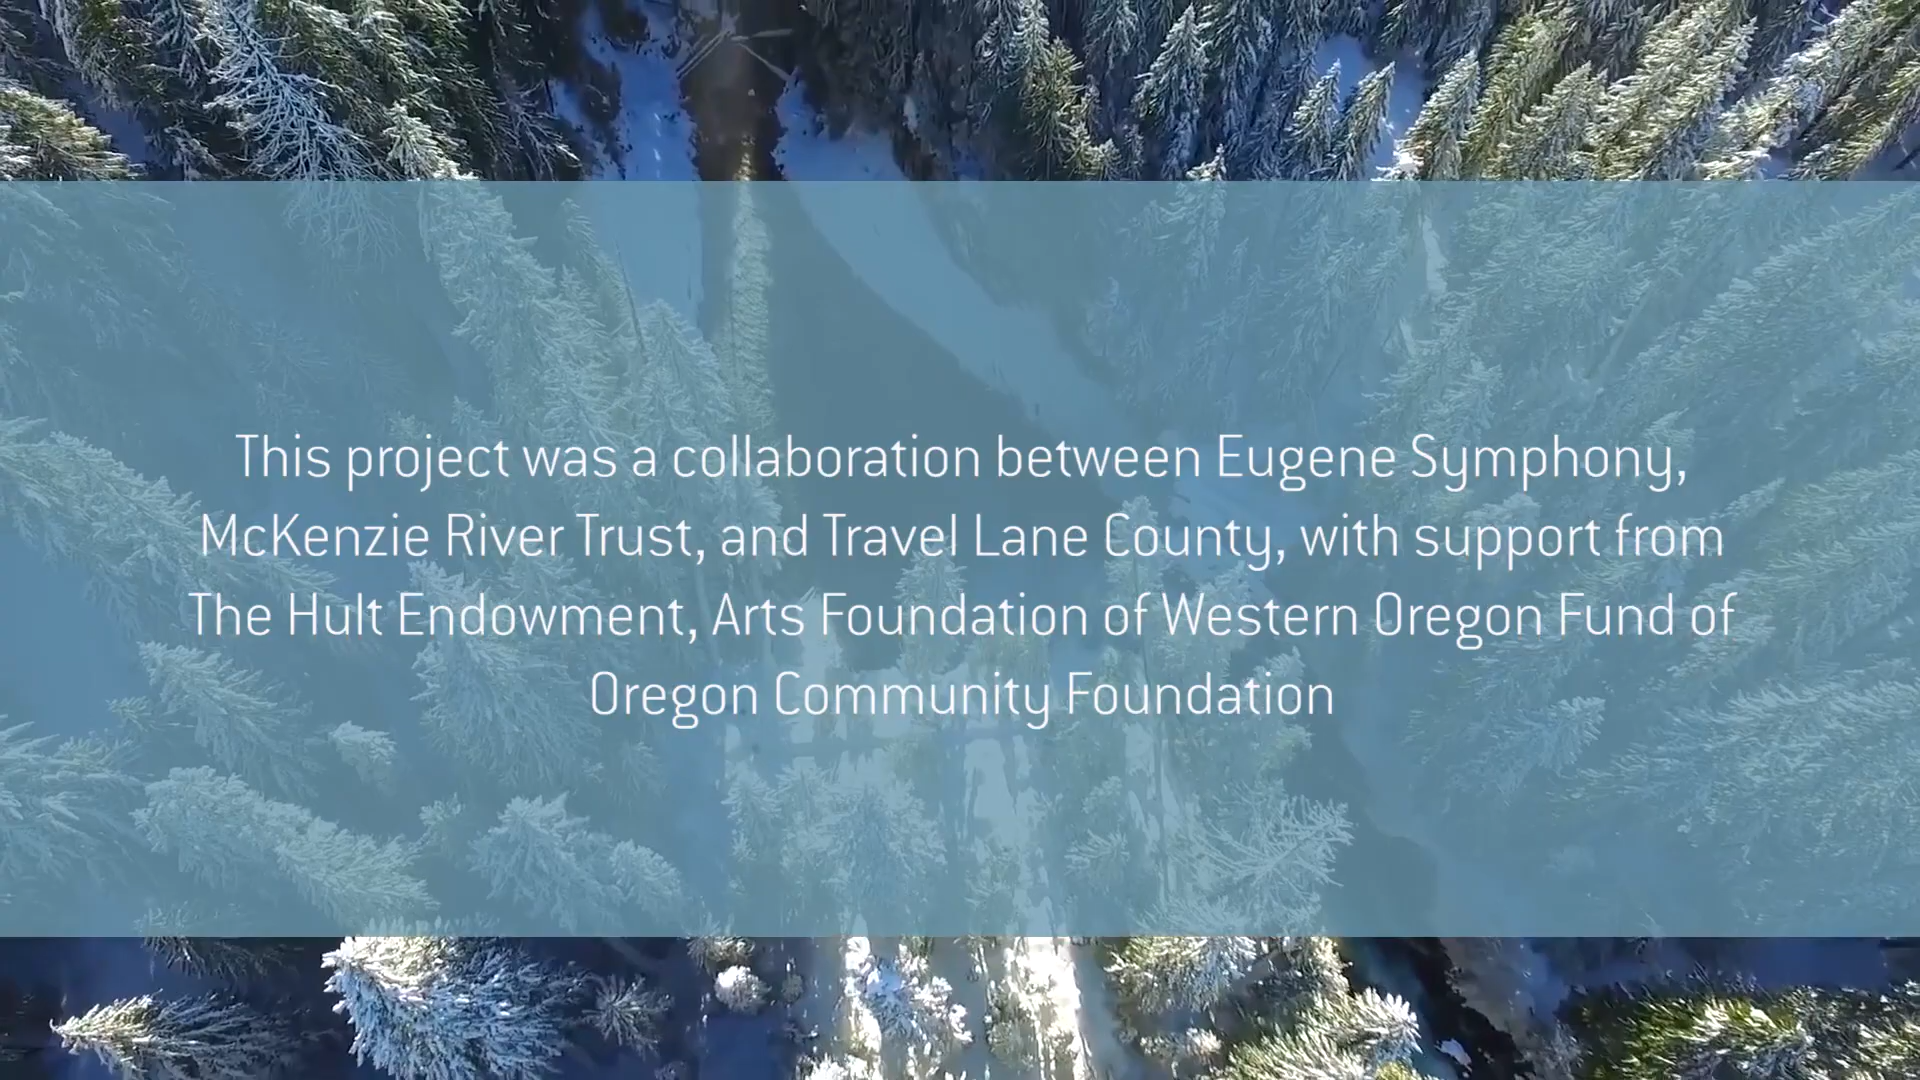 This project was a collaboration between Eugene Symphony,
McKenzie River Trust, and Travel Lane County, with support from
The Hult Endowment, Arts Foundation of Western Oregon Fund of
Oregon Community Foundation